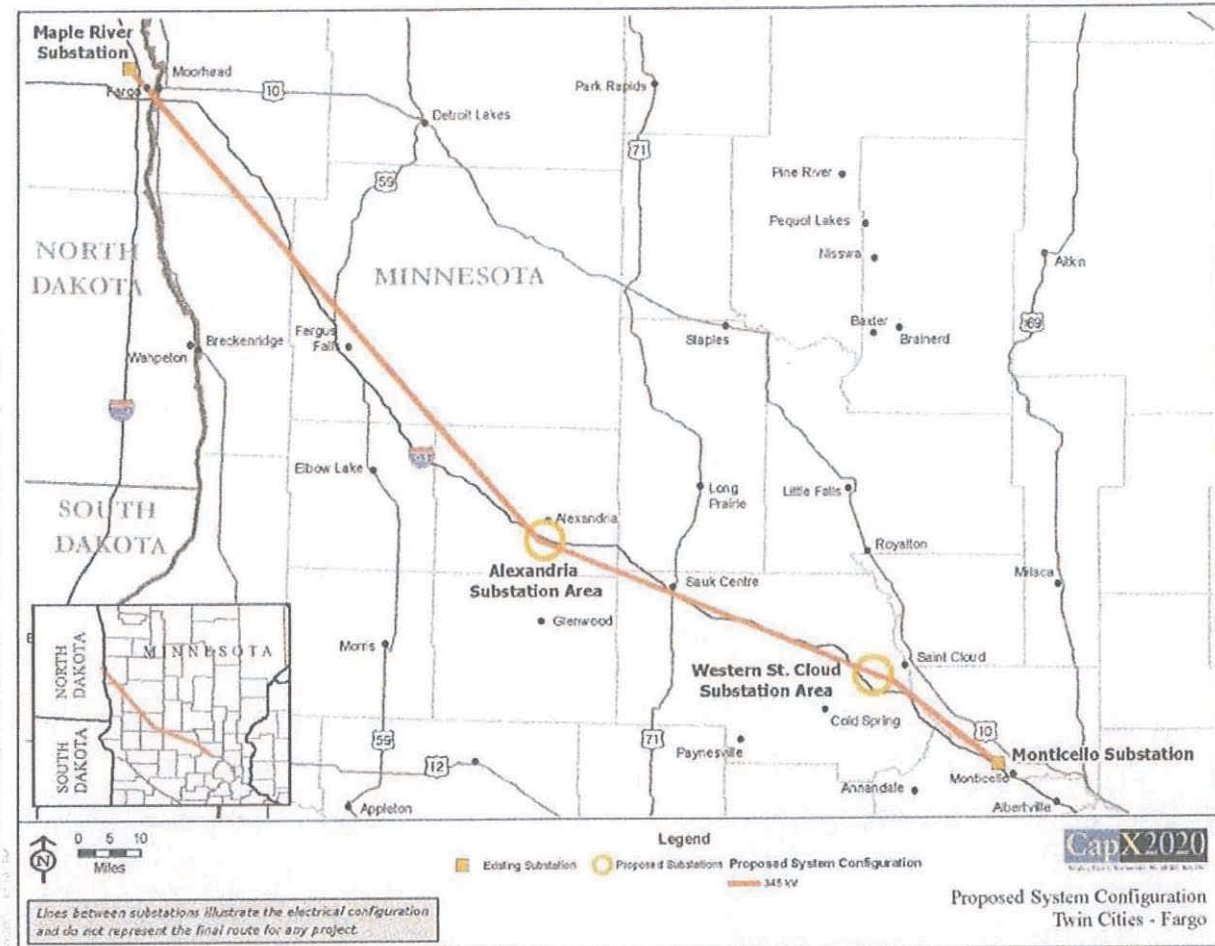 Maple River
Substation
Moorhead
Fargo
10
Detroit Lakes
Park Rapids
71
59
Pine River
Pequot Lakes
Nisswa
Aitkin
NORTH
DAKOTA
MINNESOTA
169
Baxter
Brainerd
Staples
Fergus
Fall
Breckenridge
Wahpeton
Elbow Lake
Long
Prairie
Little Falls
SOUTH
DAKOTA
Alexandria
Royalton
Alexandria
Substation Area
Sauk Centre
Milaca
Glenwood
Morris
Saint Cloud
Western St. Cloud
Substation Area
Cold Spring
10
Paynesville
Monticello Substation
Monticello
Annandale
Albertville
59
12
71
Appleton
NORTH
DAKOTA
MINNESOTA
SOUTH
DAKOTA
N
0 5 10
Miles
Legend
Existing Substation
Proposed Substations
Proposed System Configuration
345 kV
CapX2020
Proposed System Configuration
Twin Cities - Fargo
Lines between substations illustrate the electrical configuration
and do not represent the final route for any project.